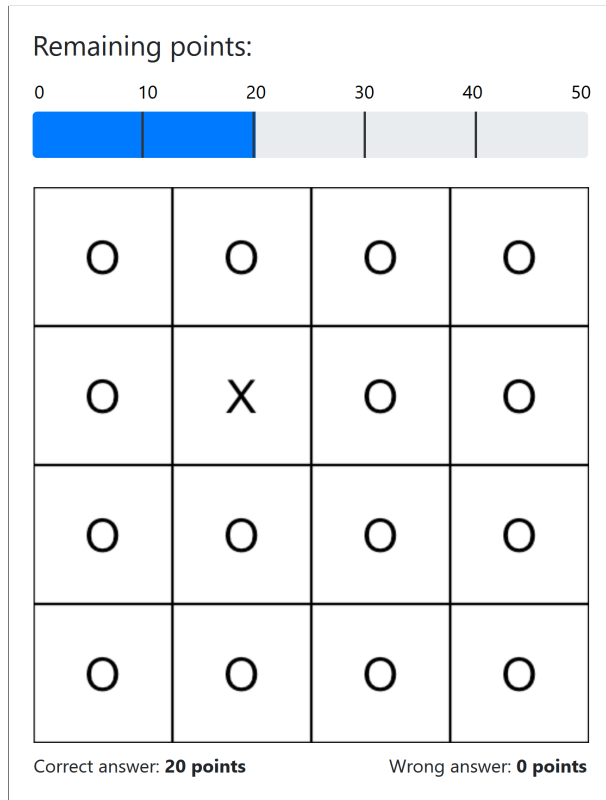 Remaining points:
0 10 20 30 40 50
O O O O
O X O O
O O O O
O O O O
Correct answer: 20 points Wrong answer: 0 points